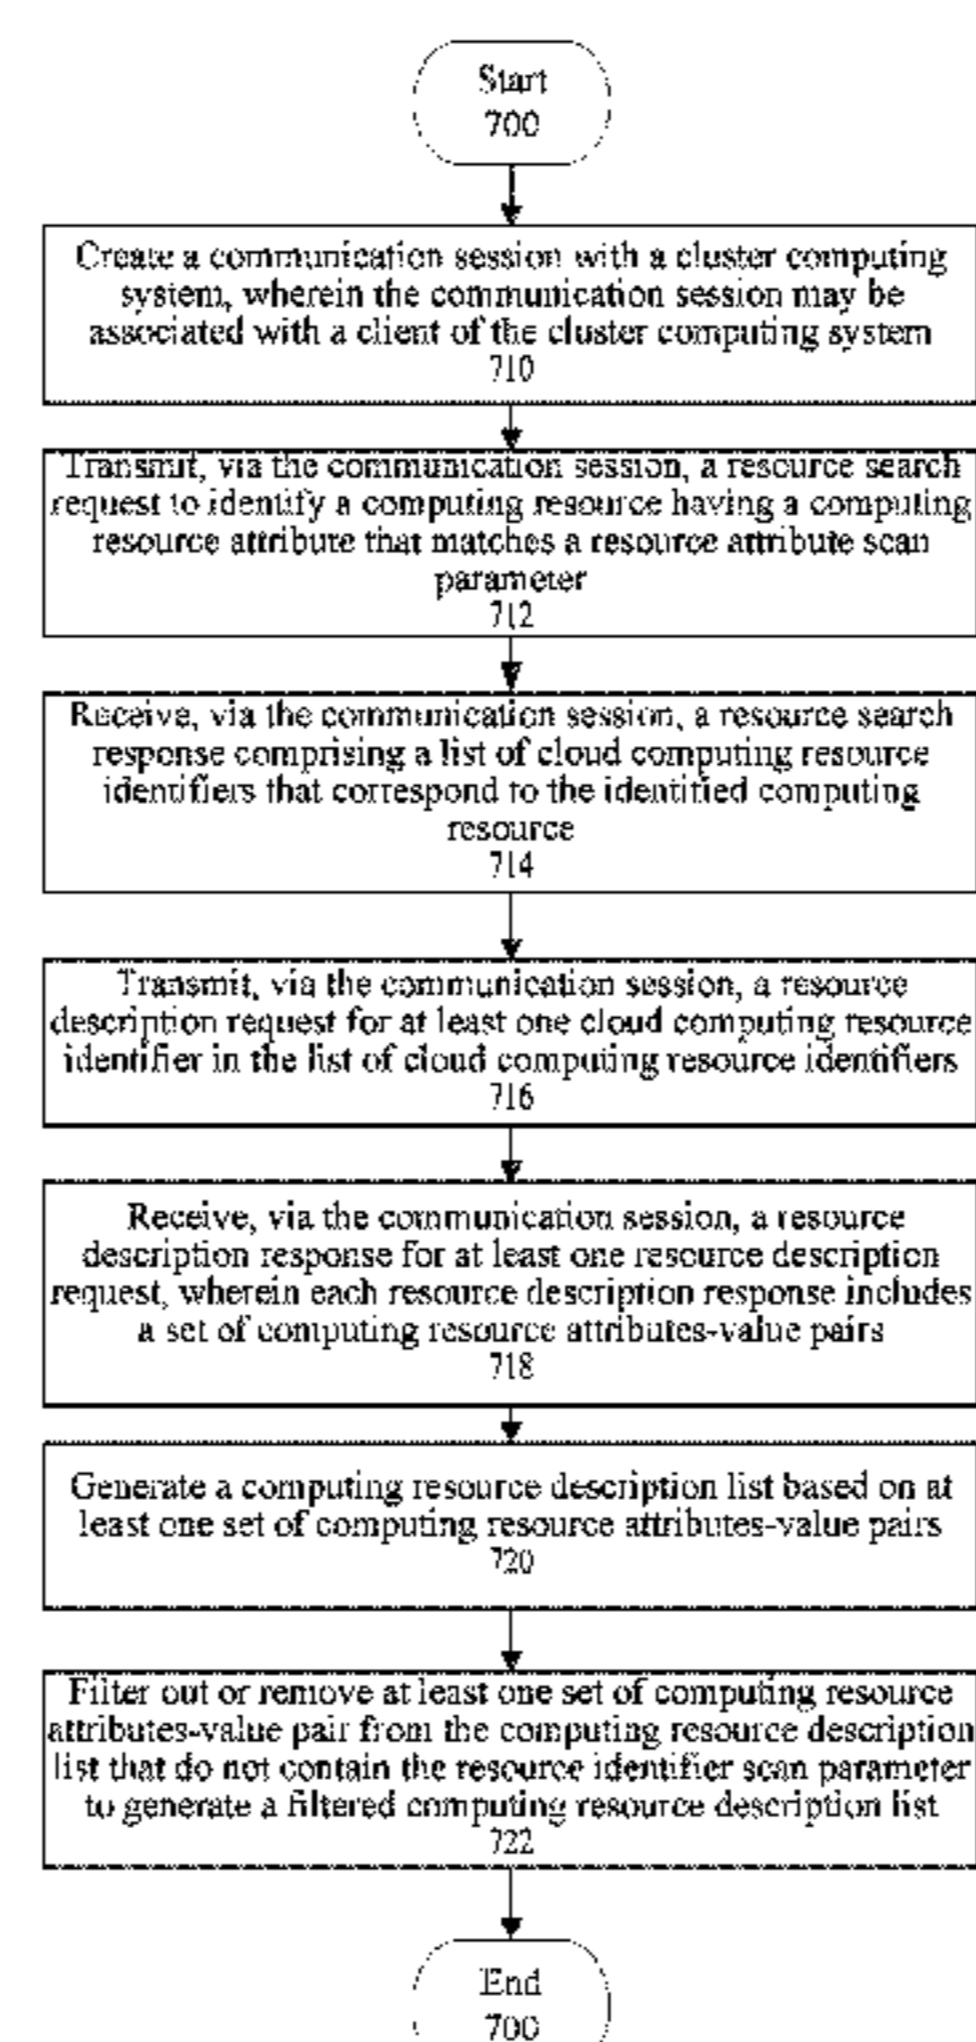 Start
700
Create a communication session with a cluster computing
system, wherein the communication session may be
associated with a client of the cluster computing system
710
Transmit, via the communication session, a resource search
request to identify a computing resource having a computing
resource attribute that matches a resource attribute scan
parameter
712
Receive, via the communication session, a resource search
response comprising a list of cloud computing resource
identifiers that correspond to the identified computing
resource
714
Transmit, via the communication session, a resource
description request for at least one cloud computing resource
identifier in the list of cloud computing resource identifiers
716
Receive, via the communication session, a resource
description response for at least one resource description
request, wherein each resource description response includes
a set of computing resource attributes-value pairs
718
Generate a computing resource description list based on at
least one set of computing resource attributes-value pairs
720
Filter out or remove at least one set of computing resource
attributes-value pair from the computing resource description
list that do not contain the resource identifier scan parameter
to generate a filtered computing resource description list
722
End
700